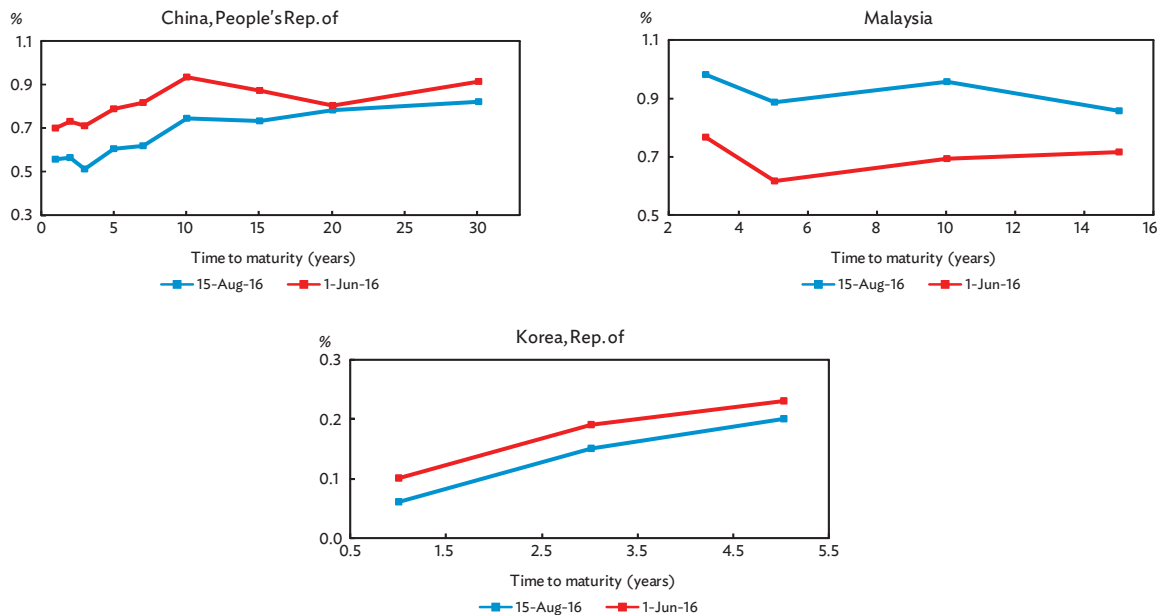 China, People's Rep. of
%
1.1
0.9
0.7
0.5
0.3
0 5 10 15 20 25 30
Time to maturity (years)
15-Aug-16 1-Jun-16
Malaysia
%
1.1
0.9
0.7
0.5
2 4 6 8 10 12 14 16
Time to maturity (years)
15-Aug-16 1-Jun-16
Korea, Rep. of
%
0.3
0.2
0.1
0.0
0.5 1.5 2.5 3.5 4.5 5.5
Time to maturity (years)
15-Aug-16 1-Jun-16